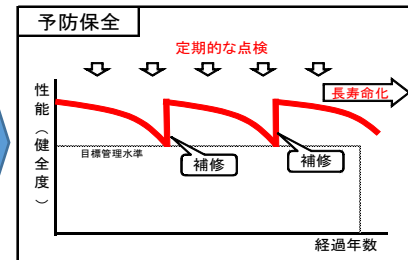 予防保全
定期的な点検
長寿命化
性能（健全度）
目標管理水準
補修
補修
経過年数